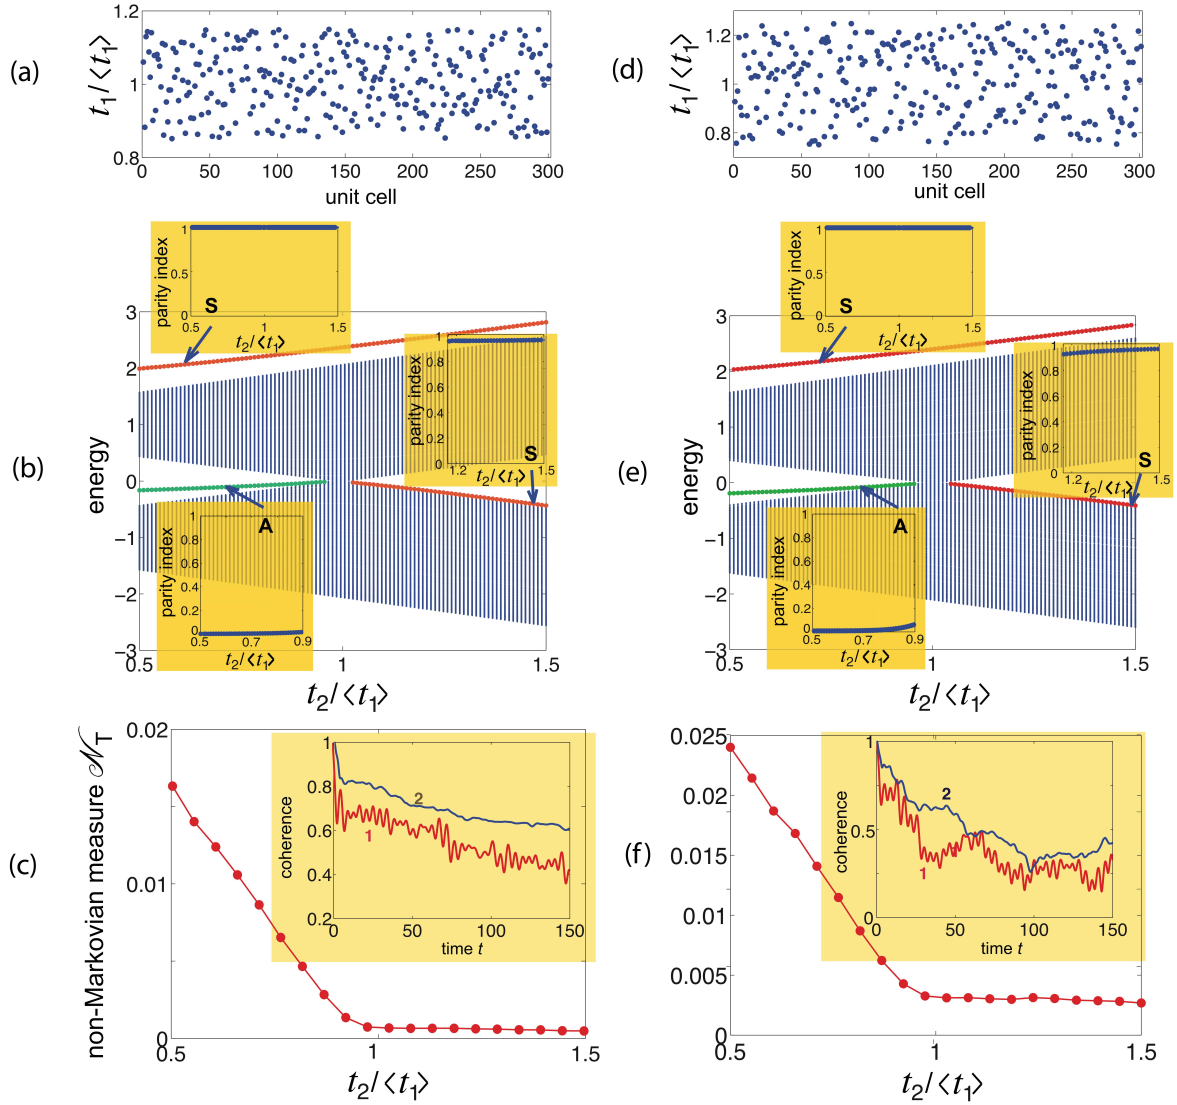 (a)
t1/⟨t1⟩
1.2
1
0.8
0 50 100 150 200 250 300
unit cell
(d)
t1/⟨t1⟩
1.2
1
0.8
0 50 100 150 200 250 300
unit cell
(b)
energy
3
2
1
0
−1
−2
−3
0.5 1 1.5
t2/⟨t1⟩
parity index
1
0.5
0
0.5 1 1.5
t2/⟨t1⟩
S
parity index
1
0.8
0.6
0.4
0.2
0
1.2 1.5
t2/⟨t1⟩
S
A
parity index
1
0.8
0.6
0.4
0.2
0
0.5 0.7 0.9
t2/⟨t1⟩
(e)
energy
3
2
1
0
−1
−2
−3
0.5 1 1.5
t2/⟨t1⟩
parity index
1
0.5
0
0.5 1 1.5
t2/⟨t1⟩
S
parity index
1
0.8
0.6
0.4
0.2
0
1.2 1.5
t2/⟨t1⟩
S
A
parity index
1
0.8
0.6
0.4
0.2
0
0.5 0.7 0.9
t2/⟨t1⟩
(c)
non-Markovian measure 𝒩T
0.02
0.01
0
0.5 1 1.5
t2/⟨t1⟩
coherence
1
0.8
0.6
0.4
0.2
0 50 100 150
time t
2
1
(f)
0.025
0.02
0.015
0.01
0.005
0
0.5 1 1.5
t2/⟨t1⟩
coherence
1
0.5
0
0 50 100 150
time t
2
1
1